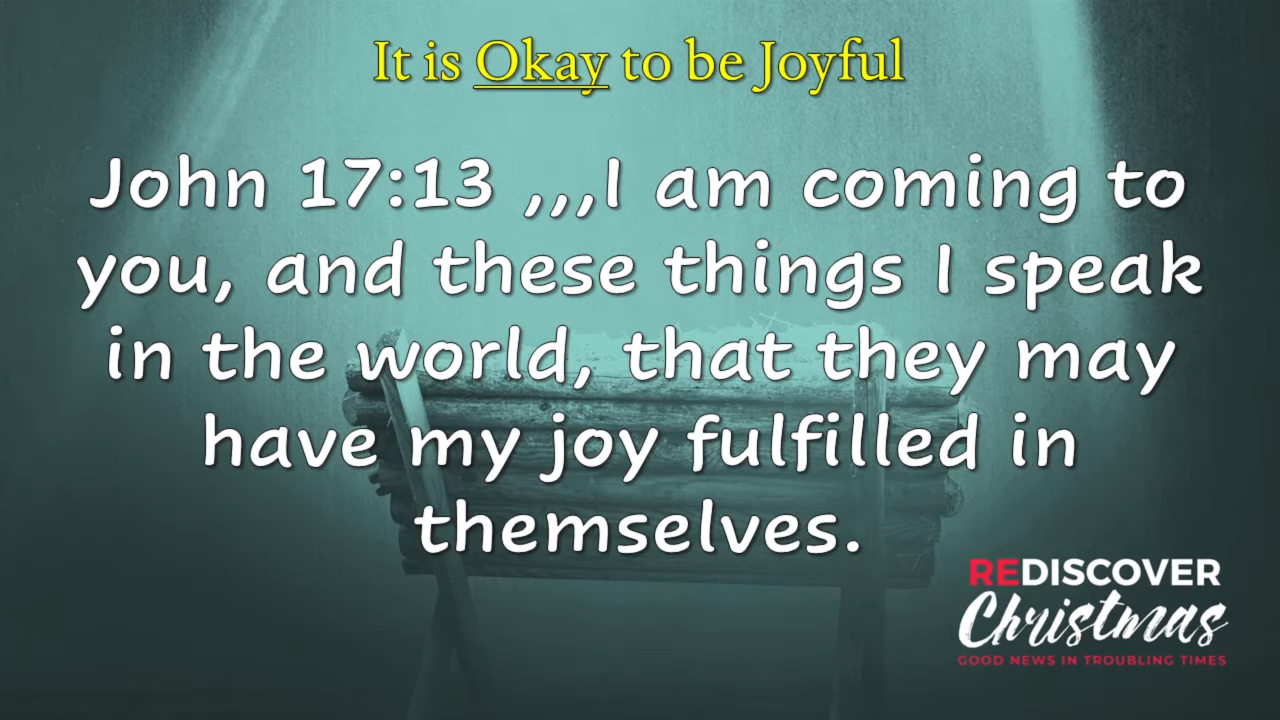 It is Okay to be Joyful
John 17:13 ,,,I am coming to
you, and these things I speak
in the world, that they may
have my joy fulfilled in
themselves.
REDISCOVER
Christmas
GOOD NEWS IN TROUBLING TIMES